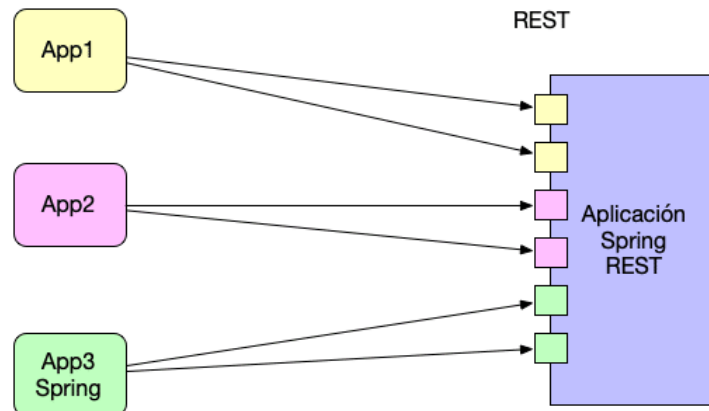 REST
App1
App2
Aplicación
Spring
REST
App3
Spring